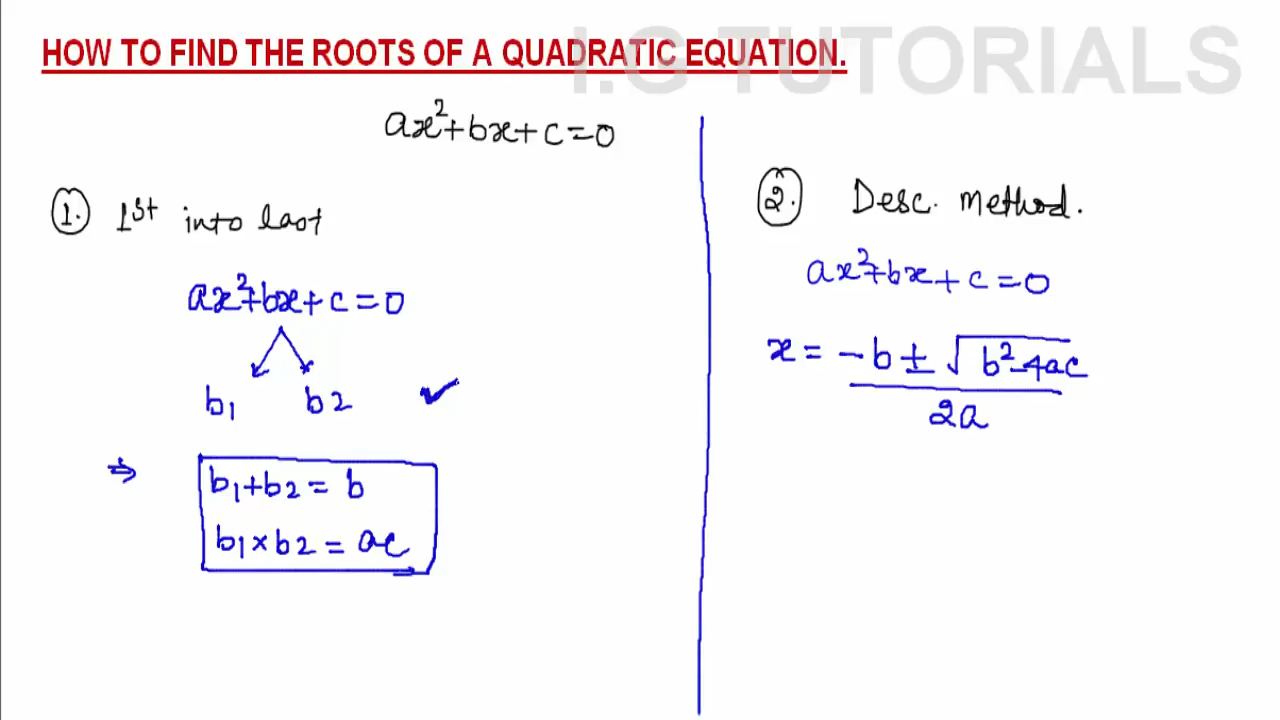 HOW TO FIND THE ROOTS OF A QUADRATIC EQUATION.
I.G TUTORIALS
ax²+bx+c=0
1. 1st into last
ax²+bx+c=0
b1 b2
⇒ b1+b2=b
b1×b2=ac
2. Desc. method.
ax²+bx+c=0
x = -b ± √b²-4ac
2a